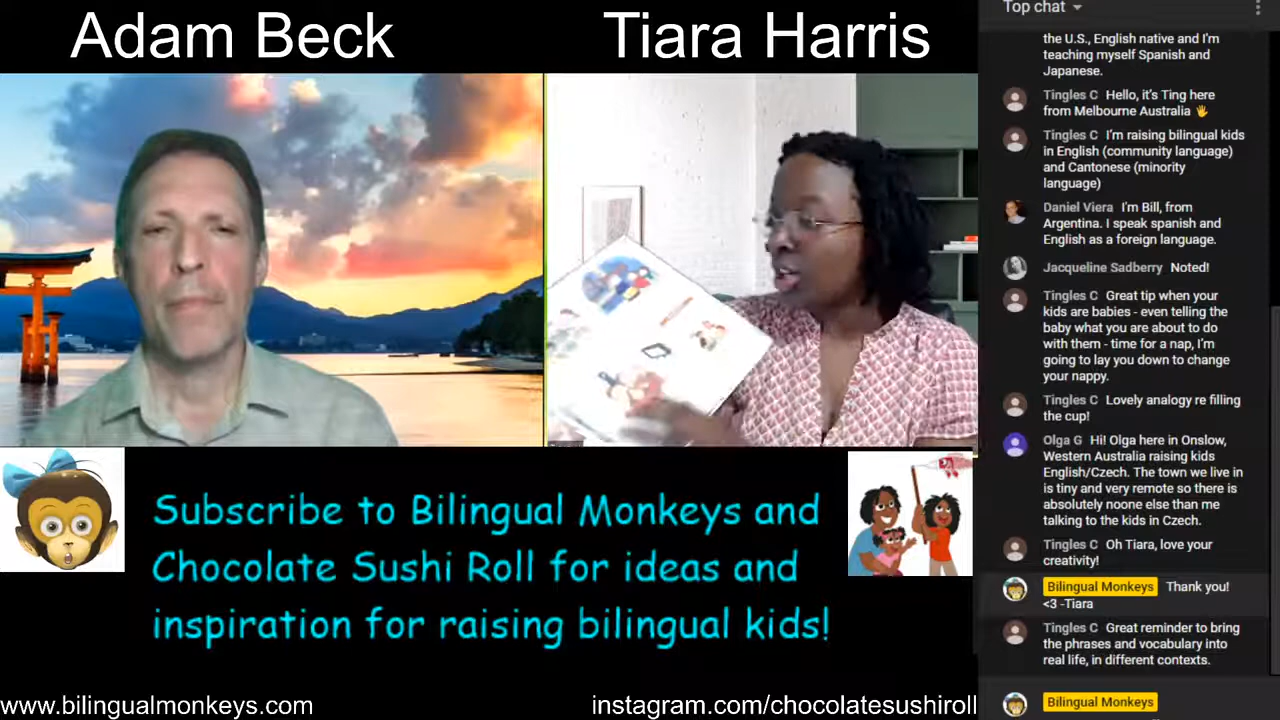 Adam Beck
Tiara Harris
Subscribe to Bilingual Monkeys and
Chocolate Sushi Roll for ideas and
inspiration for raising bilingual kids!
www.bilingualmonkeys.com
instagram.com/chocolatesushiroll
Top chat
the U.S., English native and I'm
teaching myself Spanish and
Japanese.
Tingles C Hello, it's Ting here
from Melbourne Australia 🖐
Tingles C I'm raising bilingual kids
in English (community language)
and Cantonese (minority
language)
Daniel Viera I'm Bill, from
Argentina. I speak spanish and
English as a foreign language.
Jacqueline Sadberry Noted!
Tingles C Great tip when your
kids are babies - even telling the
baby what you are about to do
with them - time for a nap, I'm
going to lay you down to change
your nappy.
Tingles C Lovely analogy re filling
the cup!
Olga G Hi! Olga here in Onslow,
Western Australia raising kids
English/Czech. The town we live in
is tiny and very remote so there is
absolutely noone else than me
talking to the kids in Czech.
Tingles C Oh Tiara, love your
creativity!
Bilingual Monkeys Thank you!
<3 -Tiara
Tingles C Great reminder to bring
the phrases and vocabulary into
real life, in different contexts.
Bilingual Monkeys